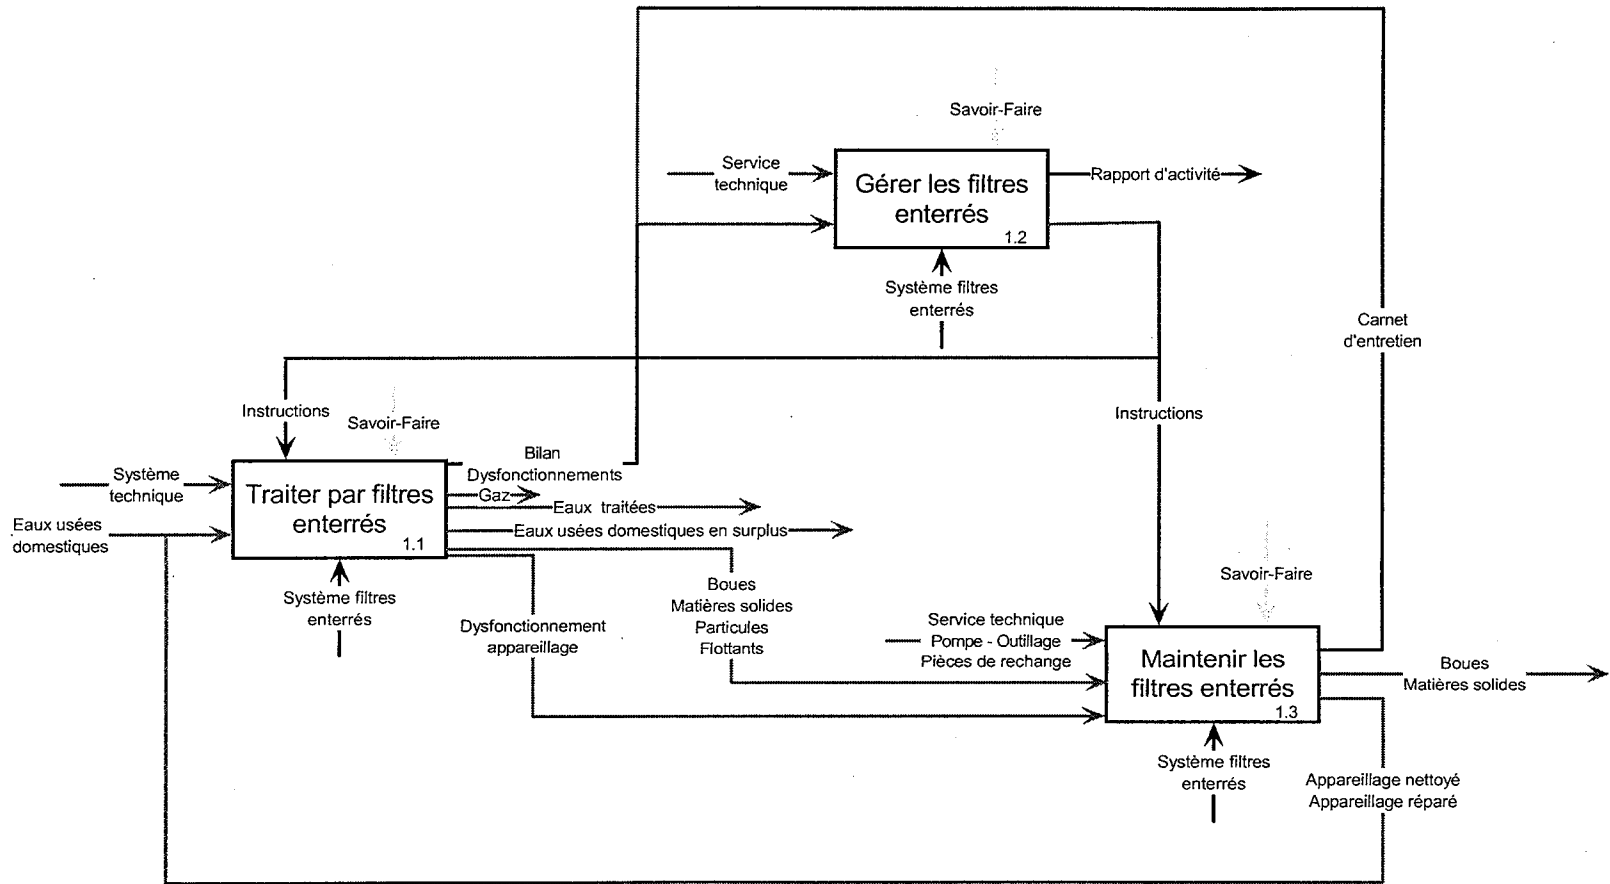 Savoir-Faire
Service
technique
Gérer les filtres
enterrés
1.2
Rapport d'activité
Système filtres
enterrés
Carnet
d'entretien
Instructions
Savoir-Faire
Instructions
Bilan
Dysfonctionnements
Système
technique
Traiter par filtres
enterrés
1.1
Gaz
Eaux traitées
Eaux usées domestiques en surplus
Eaux usées
domestiques
Système filtres
enterrés
Dysfonctionnement
appareillage
Boues
Matières solides
Particules
Flottants
Savoir-Faire
Service technique
Pompe - Outillage
Pièces de rechange
Maintenir les
filtres enterrés
1.3
Boues
Matières solides
Système filtres
enterrés
Appareillage nettoyé
Appareillage réparé